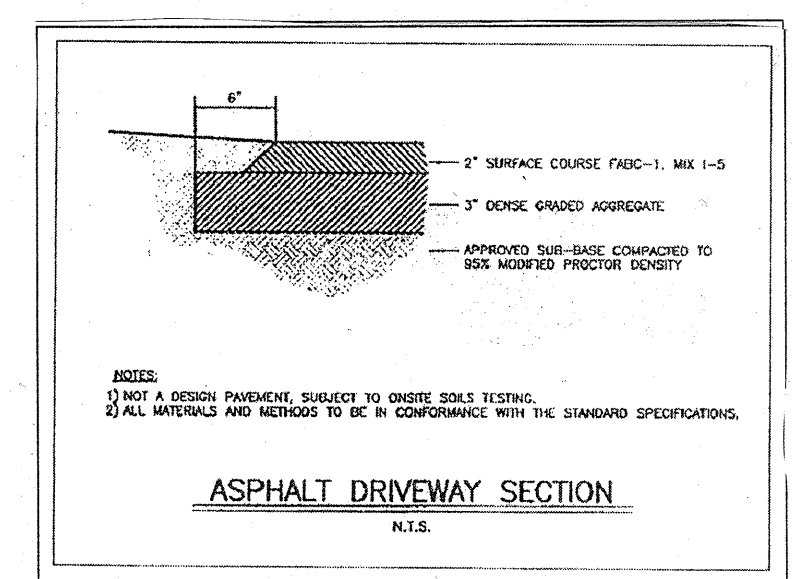 6"
2" SURFACE COURSE FABC-1, MIX I-5
3" DENSE GRADED AGGREGATE
APPROVED SUB-BASE COMPACTED TO
95% MODIFIED PROCTOR DENSITY
NOTES:
1) NOT A DESIGN PAVEMENT, SUBJECT TO ONSITE SOILS TESTING.
2) ALL MATERIALS AND METHODS TO BE IN CONFORMANCE WITH THE STANDARD SPECIFICATIONS.
ASPHALT DRIVEWAY SECTION
N.T.S.